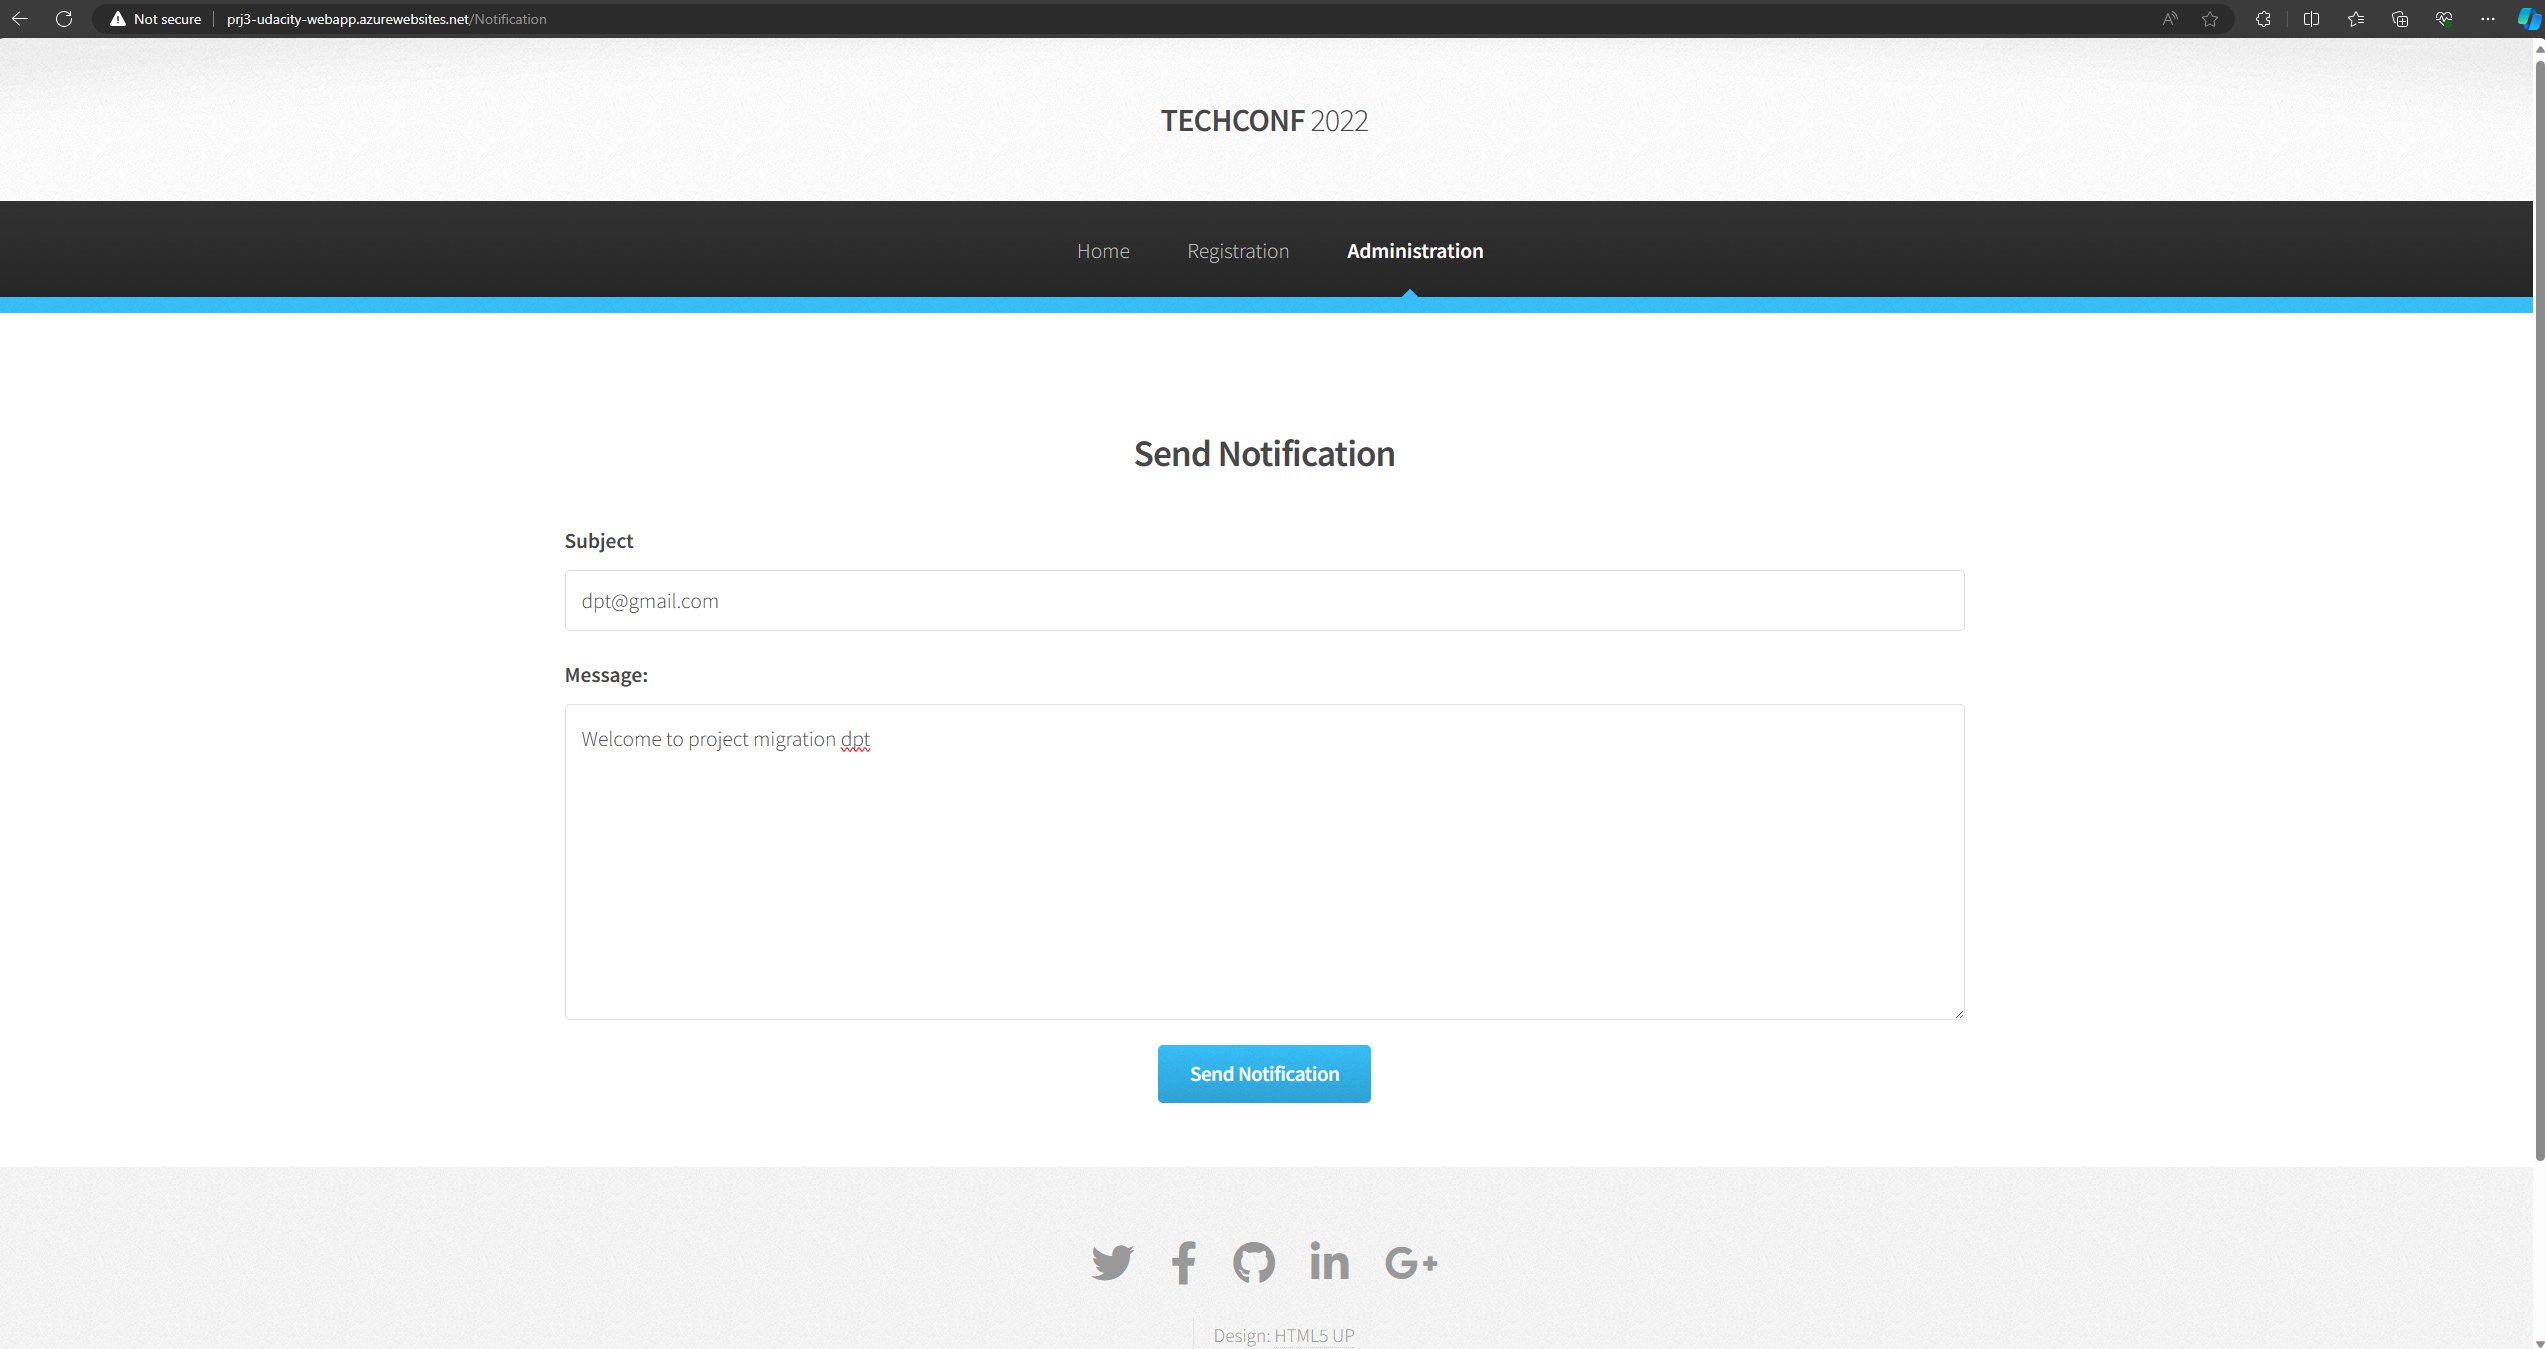 Not secure prj3-udacity-webapp.azurewebsites.net/Notification
TECHCONF 2022
Home Registration Administration
Send Notification
Subject
dpt@gmail.com
Message:
Welcome to project migration dpt
Send Notification
Design: HTML5 UP